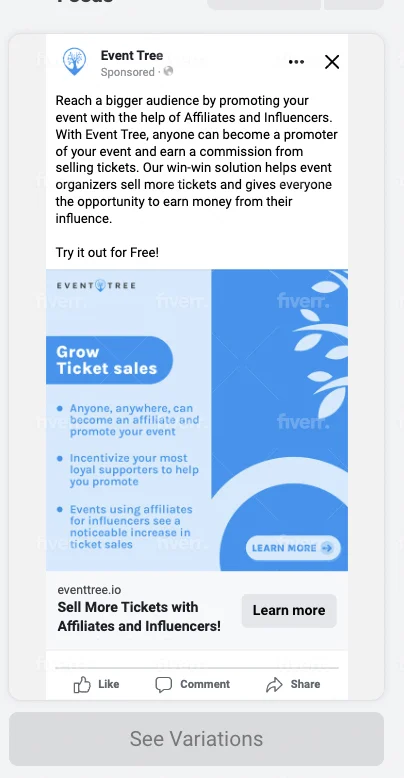 Feeds
Event Tree
Sponsored ·
Reach a bigger audience by promoting your
event with the help of Affiliates and Influencers.
With Event Tree, anyone can become a promoter
of your event and earn a commission from
selling tickets. Our win-win solution helps event
organizers sell more tickets and gives everyone
the opportunity to earn money from their
influence.
Try it out for Free!
EVENT TREE
Grow
Ticket sales
Anyone, anywhere, can
become an affiliate and
promote your event
Incentivize your most
loyal supporters to help
you promote
Events using affiliates
for influencers see a
noticeable increase in
ticket sales
LEARN MORE
fiverr.
fiverr.
fiverr.
eventtree.io
Sell More Tickets with
Affiliates and Influencers!
Learn more
Like Comment Share
See Variations